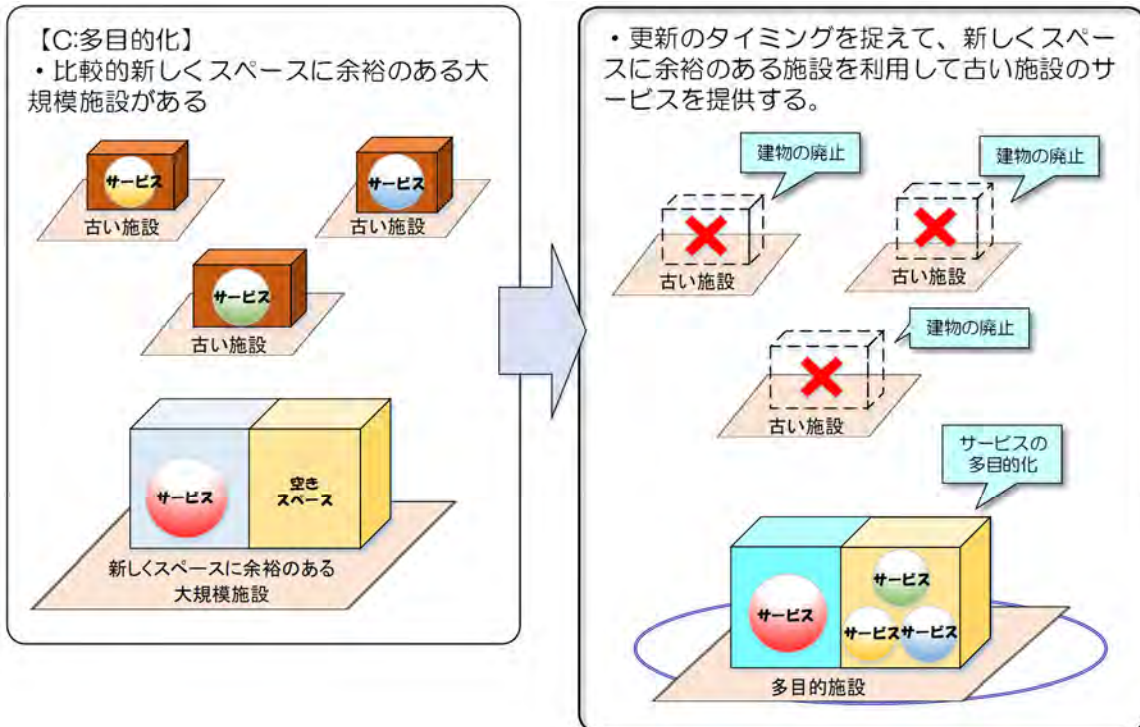 【C:多目的化】
・比較的新しくスペースに余裕のある大
規模施設がある
サービス
古い施設
サービス
古い施設
サービス
古い施設
サービス
空き
スペース
新しくスペースに余裕のある
大規模施設
・更新のタイミングを捉えて、新しくスペー
スに余裕のある施設を利用して古い施設のサ
ービスを提供する。
建物の廃止
古い施設
建物の廃止
古い施設
建物の廃止
古い施設
サービスの
多目的化
サービス
サービス
サービス
サービス
多目的施設